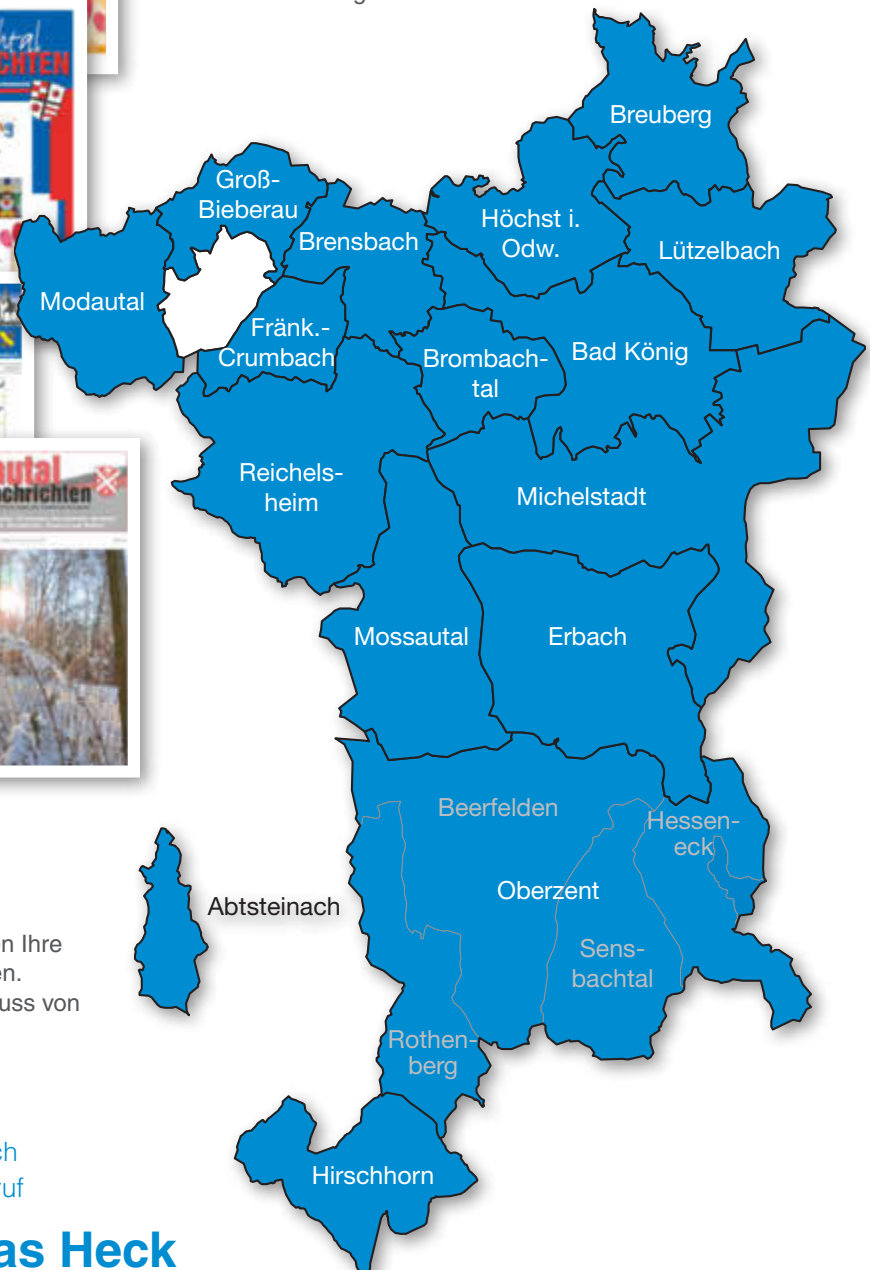 Breuberg
Groß-
Bieberau
Höchst i.
Odw.
Brensbach
Lützelbach
Modautal
Fränk.-
Crumbach
Brombach-
tal
Bad König
Reichels-
heim
Michelstadt
Mossautal
Erbach
Beerfelden
Hessen-
eck
Oberzent
Abtsteinach
Sens-
bachtal
Rothen-
berg
Hirschhorn
n Ihre
en.
uss von
ch
uf
as Heck